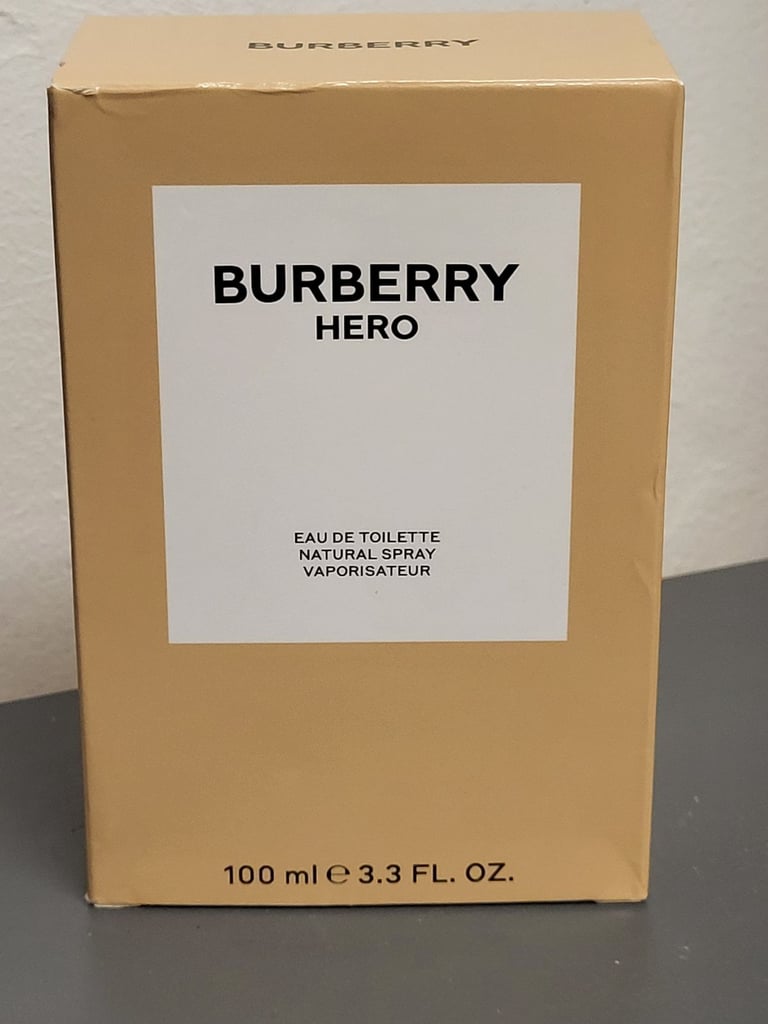 BURBERRY
BURBERRY
HERO
EAU DE TOILETTE
NATURAL SPRAY
VAPORISATEUR
100 ml ℮ 3.3 FL. OZ.